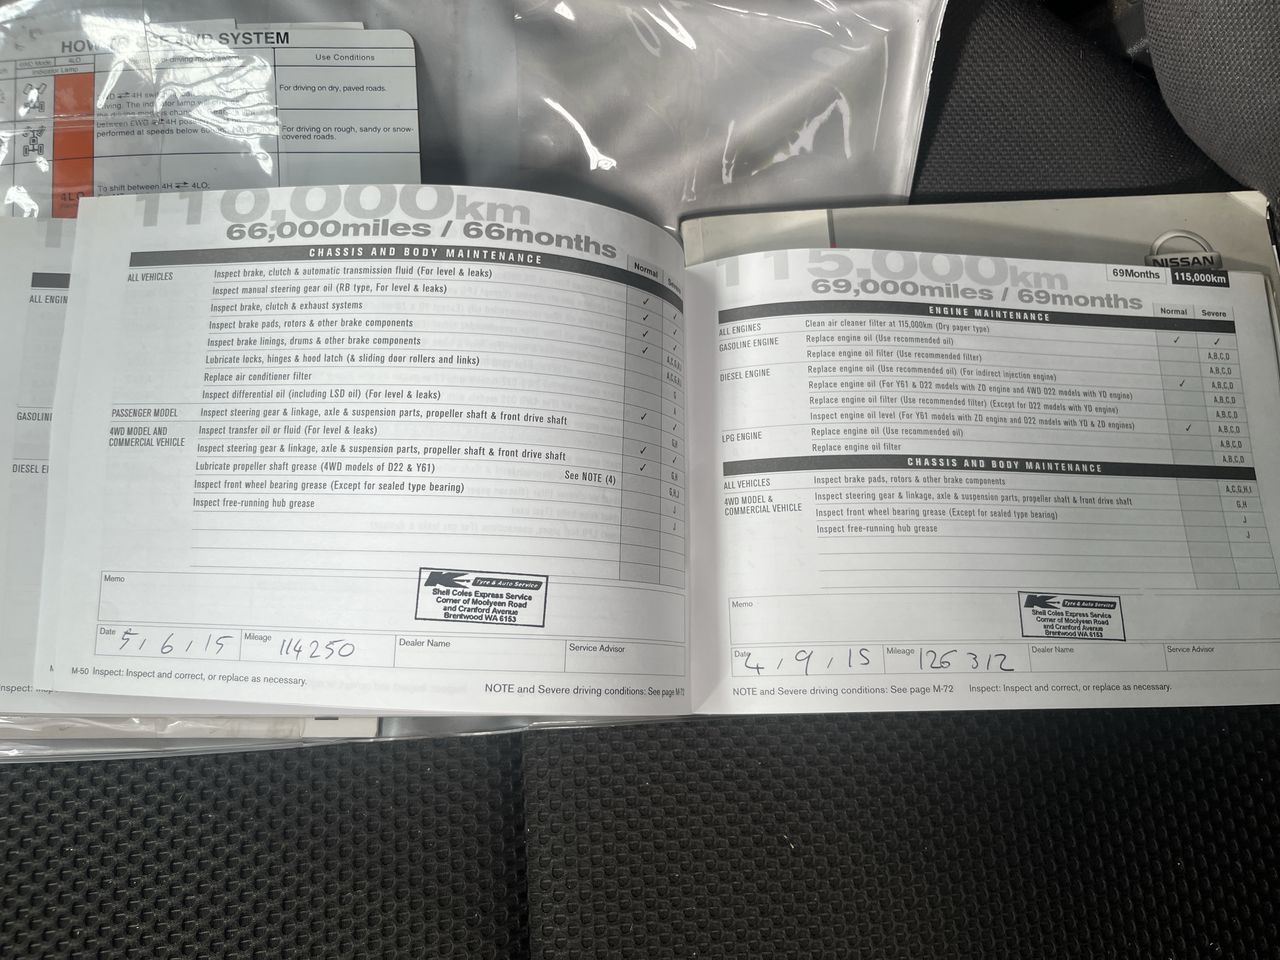 HOW TO USE 4WD SYSTEM
Indicator Lamp
Use Conditions
For driving on dry, paved roads.
For driving on rough, sandy or snow-
covered roads.
performed at speeds below
To shift between 4H ⇄ 4LO;
4LO
ALL ENGIN
GASOLIN
DIESEL E
110,000km
66,000miles / 66months
CHASSIS AND BODY MAINTENANCE
Normal
Severe
ALL VEHICLES
Inspect brake, clutch & automatic transmission fluid (For level & leaks)
Inspect manual steering gear oil (RB type, For level & leaks)
Inspect brake, clutch & exhaust systems
Inspect brake pads, rotors & other brake components
Inspect brake linings, drums & other brake components
Lubricate locks, hinges & hood latch (& sliding door rollers and links)
Replace air conditioner filter
Inspect differential oil (including LSD oil) (For level & leaks)
PASSENGER MODEL
Inspect steering gear & linkage, axle & suspension parts, propeller shaft & front drive shaft
4WD MODEL AND
COMMERCIAL VEHICLE
Inspect transfer oil or fluid (For level & leaks)
Inspect steering gear & linkage, axle & suspension parts, propeller shaft & front drive shaft
Lubricate propeller shaft grease (4WD models of D22 & Y61) See NOTE (4)
Inspect front wheel bearing grease (Except for sealed type bearing)
Inspect free-running hub grease
Memo
K Tyre & Auto Service
Shell Coles Express Service
Corner of Moolyeen Road
and Cranford Avenue
Brentwood WA 6153
Date 5/6/15 Mileage 114250 Dealer Name Service Advisor
M-50 Inspect: Inspect and correct, or replace as necessary.
NOTE and Severe driving conditions: See page M-72
NISSAN
115,000km
69,000miles / 69months
69Months 115,000km
ENGINE MAINTENANCE
Normal Severe
ALL ENGINES Clean air cleaner filter at 115,000km (Dry paper type)
GASOLINE ENGINE Replace engine oil (Use recommended oil) ✓ ✓
Replace engine oil filter (Use recommended filter) A,B,C,D
DIESEL ENGINE Replace engine oil (Use recommended oil) (For indirect injection engine) A,B,C,D
Replace engine oil (For Y61 & D22 models with ZD engine and 4WD D22 models with YD engine) ✓ A,B,C,D
Replace engine oil filter (Use recommended filter) (Except for D22 models with YD engine) A,B,C,D
Inspect engine oil level (For Y61 models with ZD engine and D22 models with YD & ZD engines)
LPG ENGINE Replace engine oil (Use recommended oil) ✓ A,B,C,D
Replace engine oil filter A,B,C,D
CHASSIS AND BODY MAINTENANCE
ALL VEHICLES Inspect brake pads, rotors & other brake components A,C,G,H,I
4WD MODEL &
COMMERCIAL VEHICLE
Inspect steering gear & linkage, axle & suspension parts, propeller shaft & front drive shaft G,H
Inspect front wheel bearing grease (Except for sealed type bearing) J
Inspect free-running hub grease J
Memo
K Tyre & Auto Service
Shell Coles Express Service
Corner of Moolyeen Road
and Cranford Avenue
Brentwood WA 6153
Date 4/9/15 Mileage 126312 Dealer Name Service Advisor
NOTE and Severe driving conditions: See page M-72 Inspect: Inspect and correct, or replace as necessary.